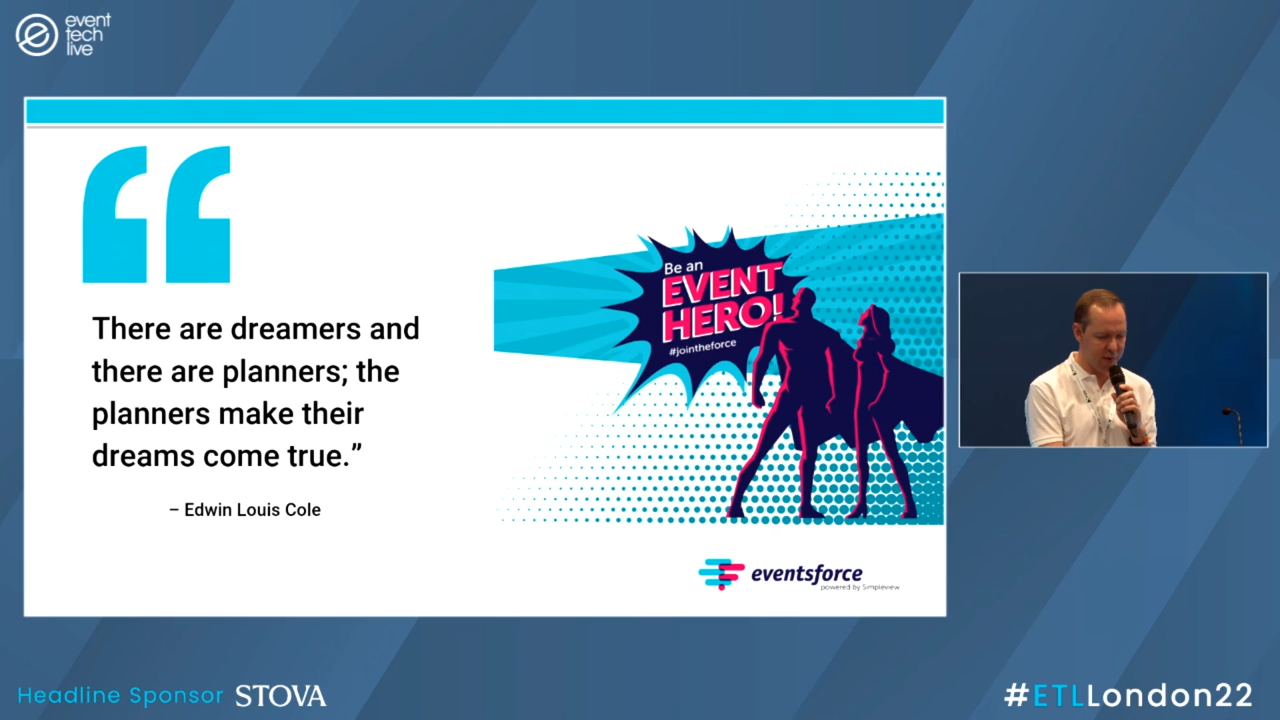 event
tech
live
“
There are dreamers and
there are planners; the
planners make their
dreams come true.”
– Edwin Louis Cole
Be an
EVENT
HERO!
#jointheforce
eventsforce
powered by Simpleview
Headline Sponsor STOVA
#ETLLondon22